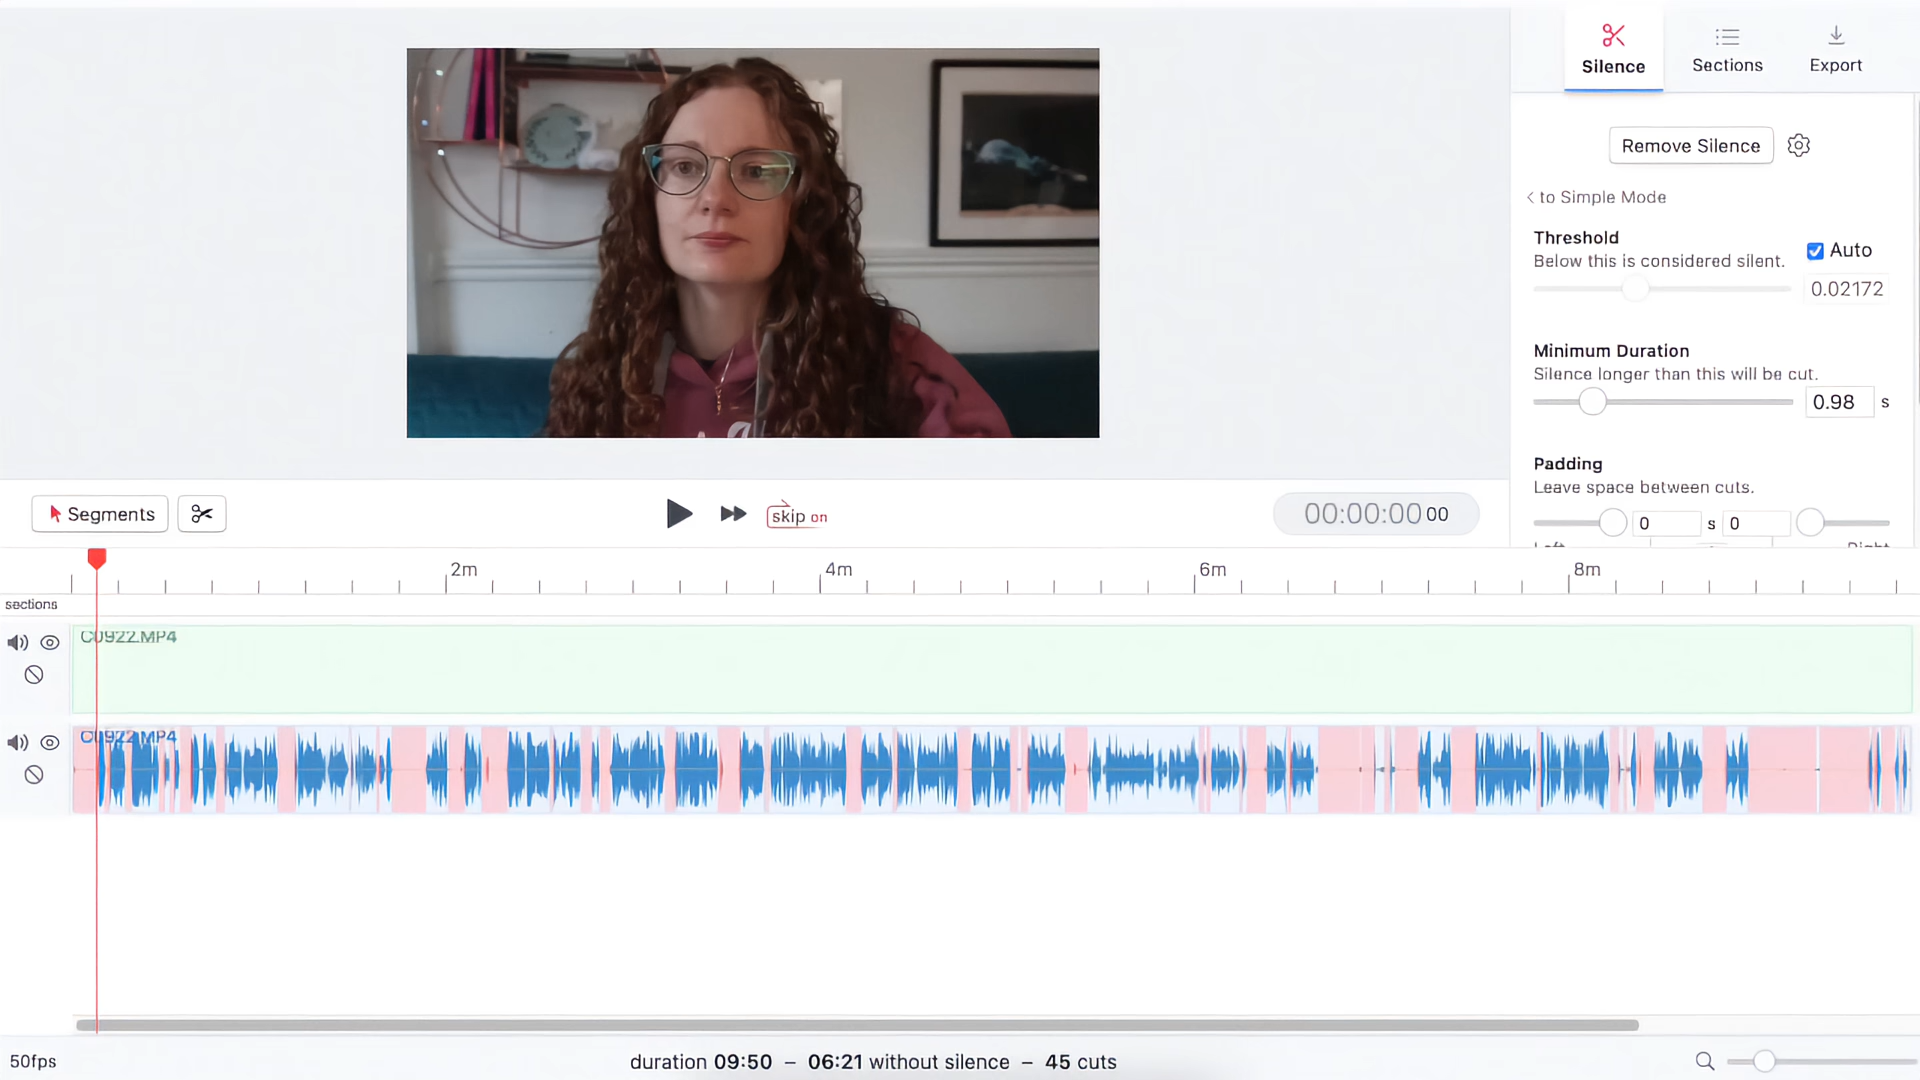 Silence
Sections
Export
Remove Silence
to Simple Mode
Threshold
Below this is considered silent.
Auto
0.02172
Minimum Duration
Silence longer than this will be cut.
0.98 s
Padding
Leave space between cuts.
0 s 0
Left Right
Segments
skip on
00:00:00 00
2m 4m 6m 8m
sections
C0922.MP4
C0922.MP4
50fps
duration 09:50 – 06:21 without silence – 45 cuts